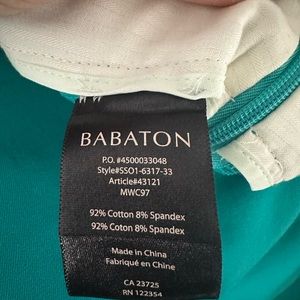 BABATON
P.O. #4500033048
Style#SSO1-6317-33
Article#43121
MWC97
92% Cotton 8% Spandex
92% Cotton 8% Spandex
Made in China
Fabriqué en Chine
CA 23725
RN 122354